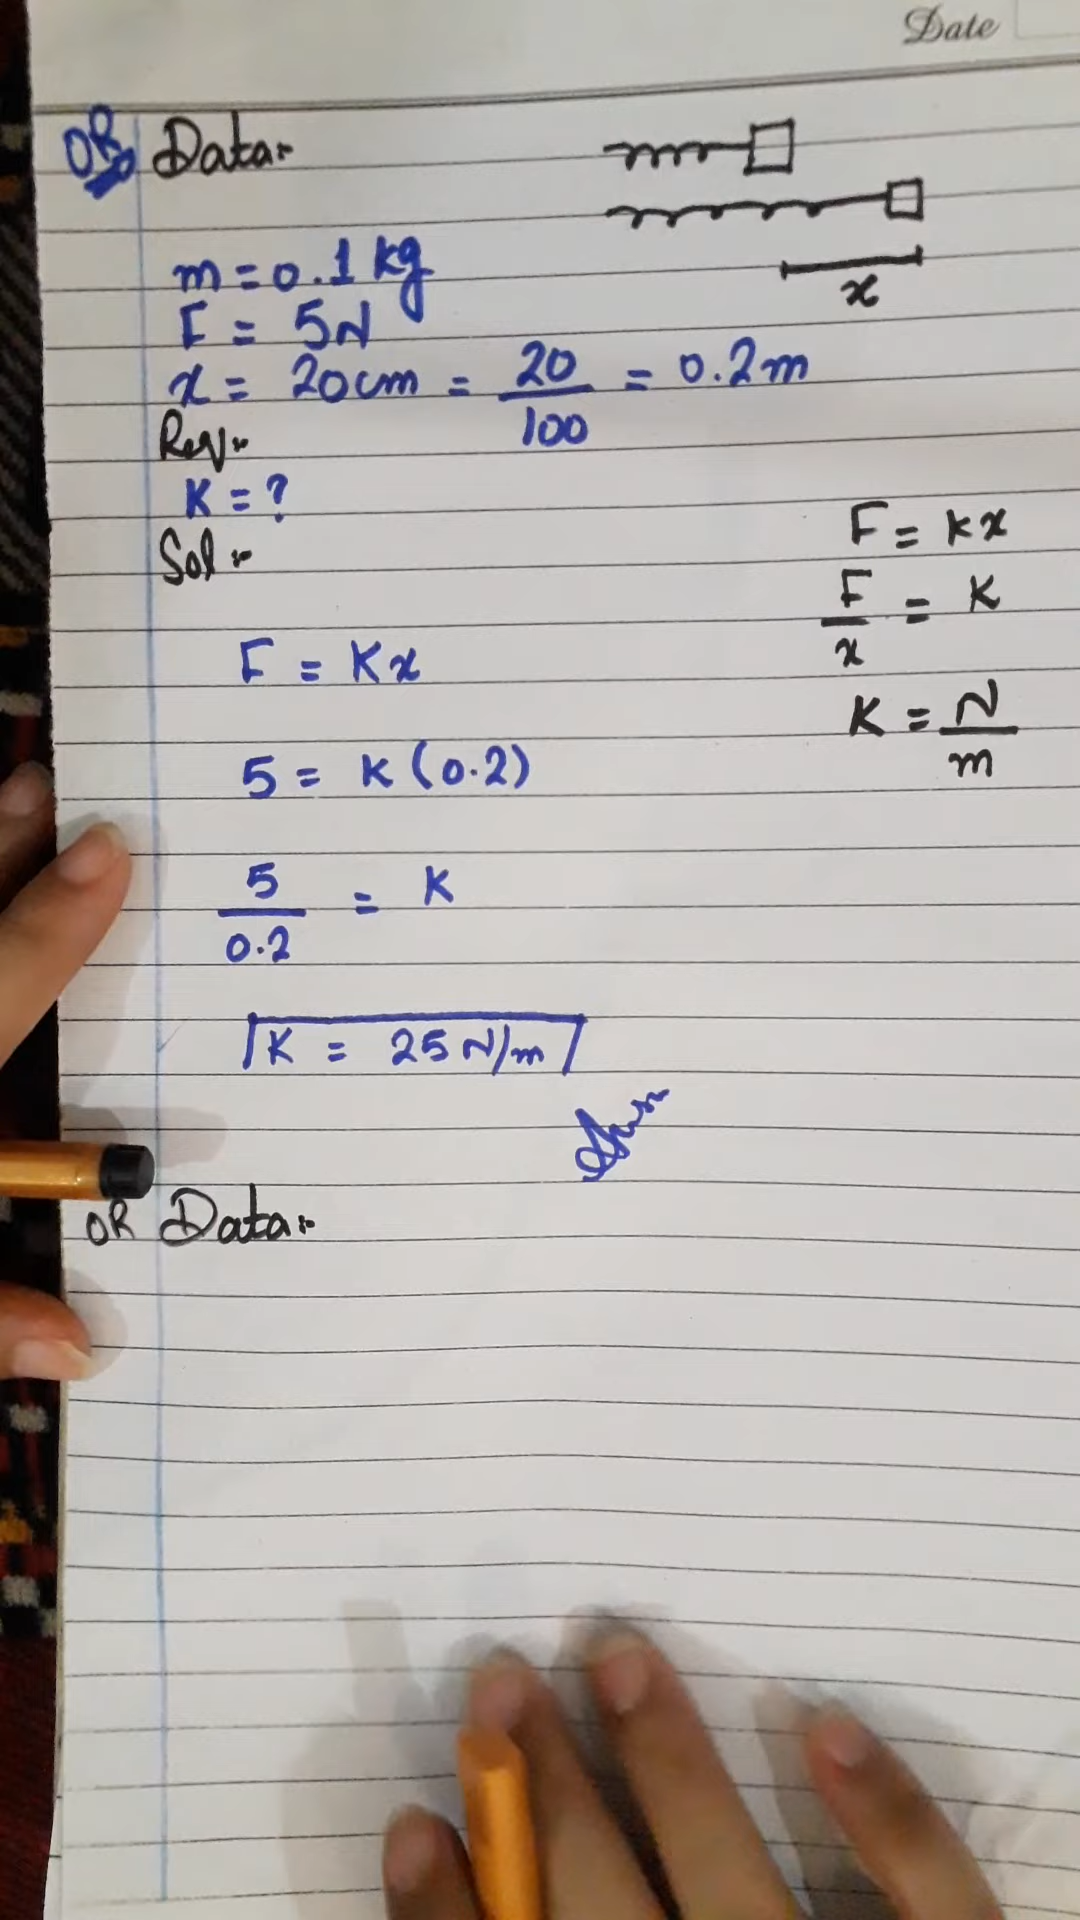 Date
OR Data:-
x
m = 0.1 kg
F = 5N
x = 20cm = 20/100 = 0.2m
Req:-
K = ?
Sol:-
F = Kx
F/x = K
K = N/m
F = Kx
5 = K (0.2)
5/0.2 = K
K = 25 N/m
Ans
OR Data:-